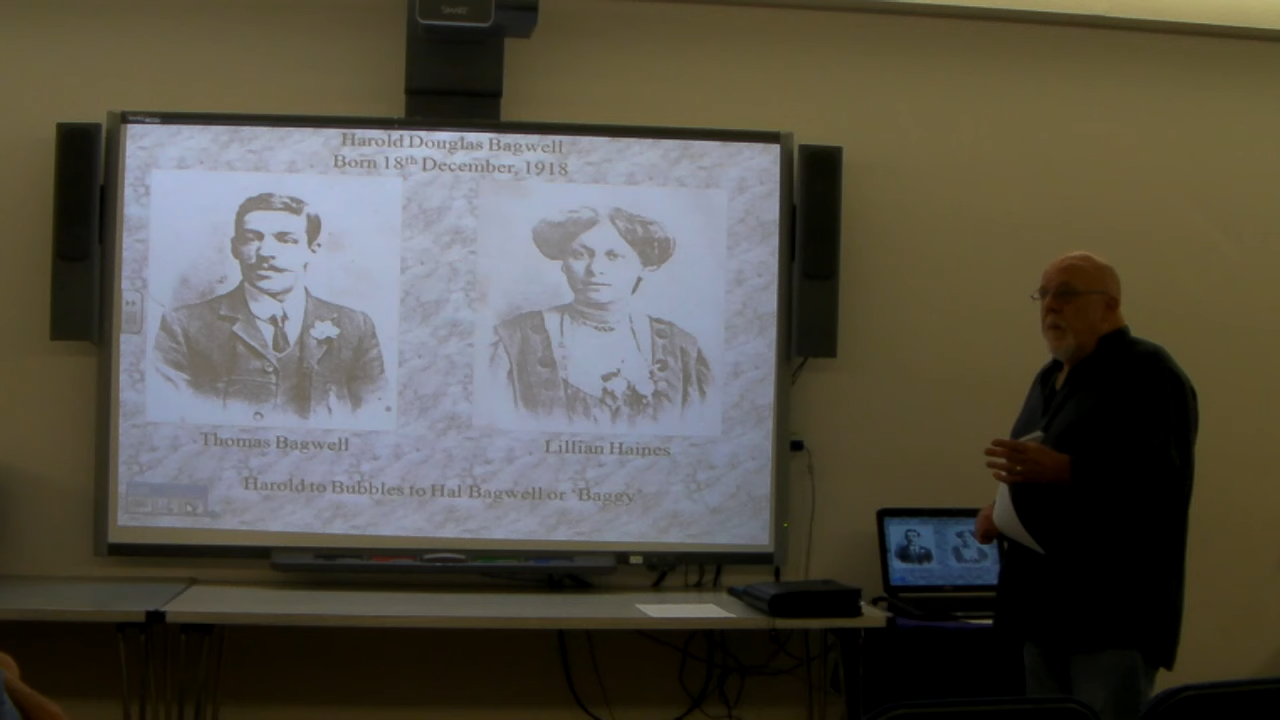 SMART
Harold Douglas Bagwell
Born 18th December, 1918
Thomas Bagwell
Lillian Haines
Harold to Bubbles to Hal Bagwell or 'Baggy'